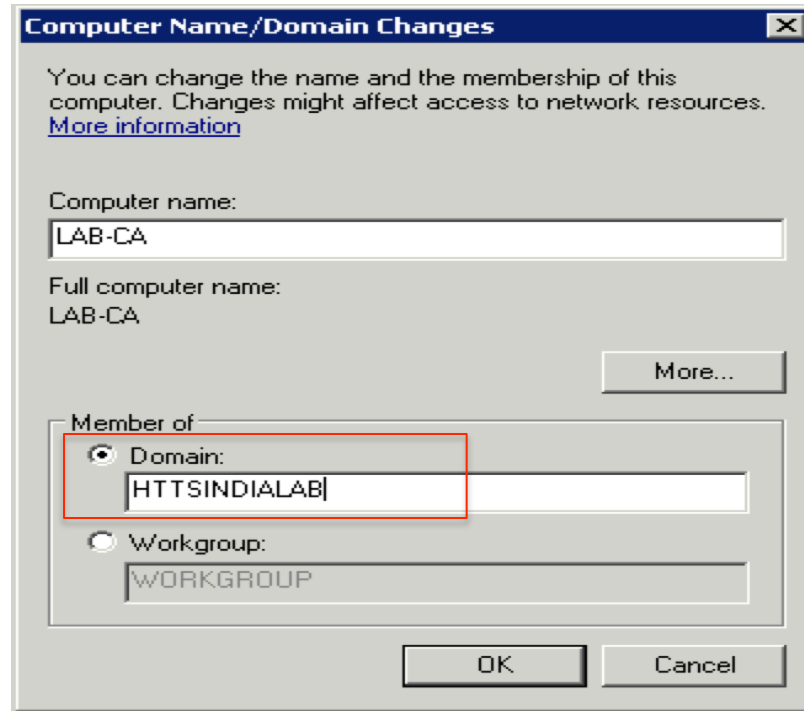 Computer Name/Domain Changes
You can change the name and the membership of this
computer. Changes might affect access to network resources.
More information
Computer name:
LAB-CA
Full computer name:
LAB-CA
More...
Member of
Domain:
HTTSINDIALAB
Workgroup:
WORKGROUP
OK Cancel